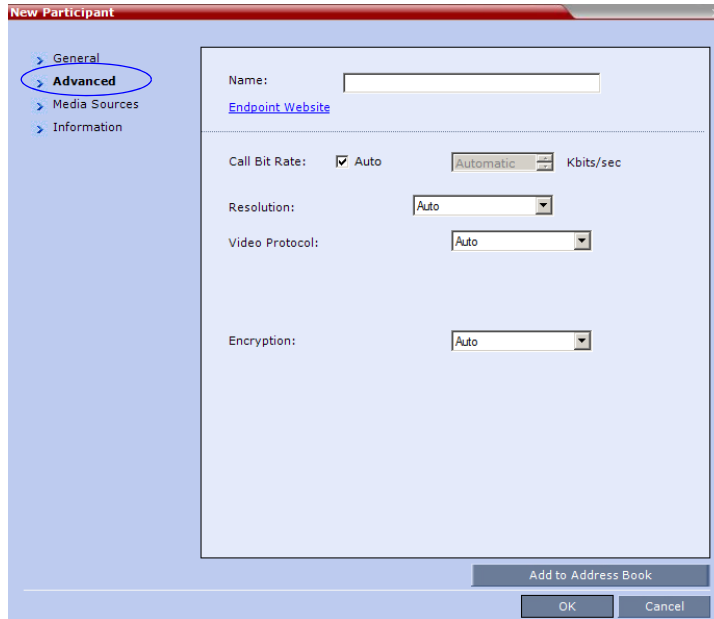 New Participant
General
Advanced
Media Sources
Information
Name:
Endpoint Website
Call Bit Rate: Auto Automatic Kbits/sec
Resolution: Auto
Video Protocol: Auto
Encryption: Auto
Add to Address Book
OK Cancel